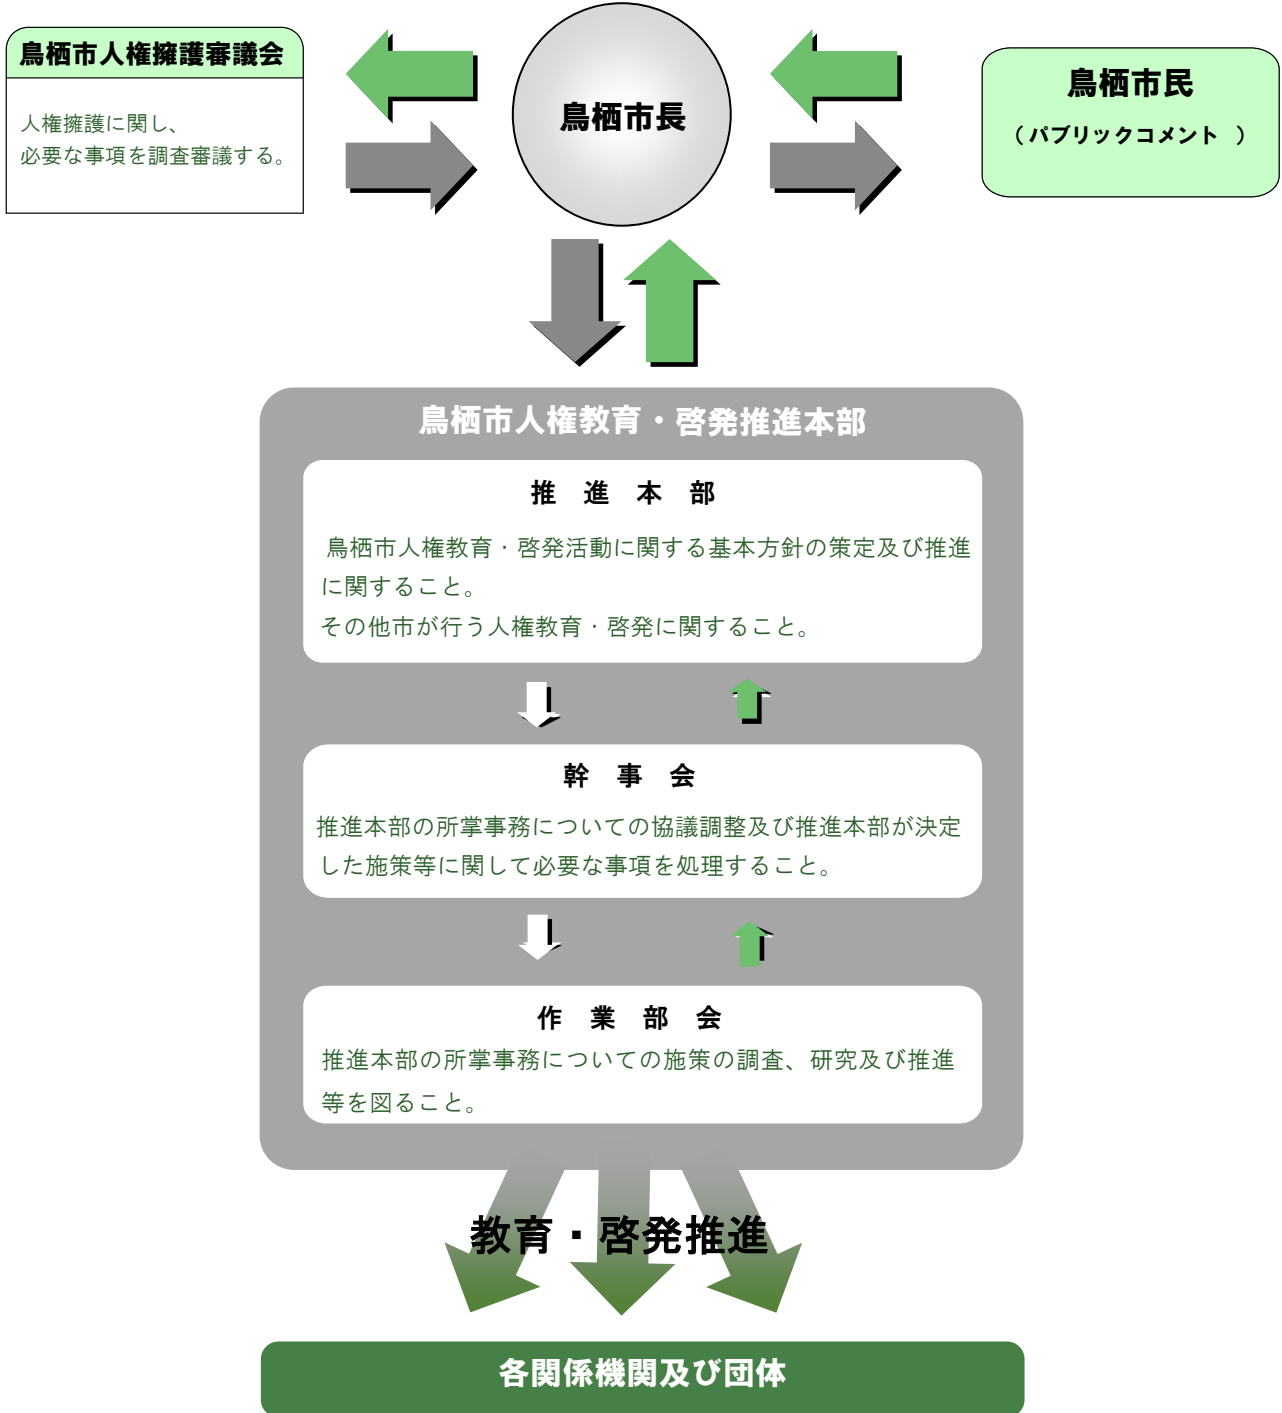 鳥栖市人権擁護審議会
人権擁護に関し、
必要な事項を調査審議する。
鳥栖市長
鳥栖市民
（パブリックコメント　）
鳥栖市人権教育・啓発推進本部
推　進　本　部
鳥栖市人権教育・啓発活動に関する基本方針の策定及び推進
に関すること。
その他市が行う人権教育・啓発に関すること。
幹　事　会
推進本部の所掌事務についての協議調整及び推進本部が決定
した施策等に関して必要な事項を処理すること。
作　業　部　会
推進本部の所掌事務についての施策の調査、研究及び推進
等を図ること。
教育・啓発推進
各関係機関及び団体